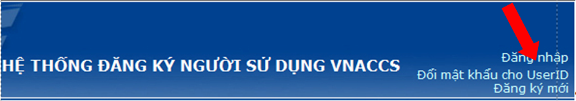 Đăng nhập
HỆ THỐNG ĐĂNG KÝ NGƯỜI SỬ DỤNG VNACCS
Đổi mật khẩu cho UserID
Đăng ký mới